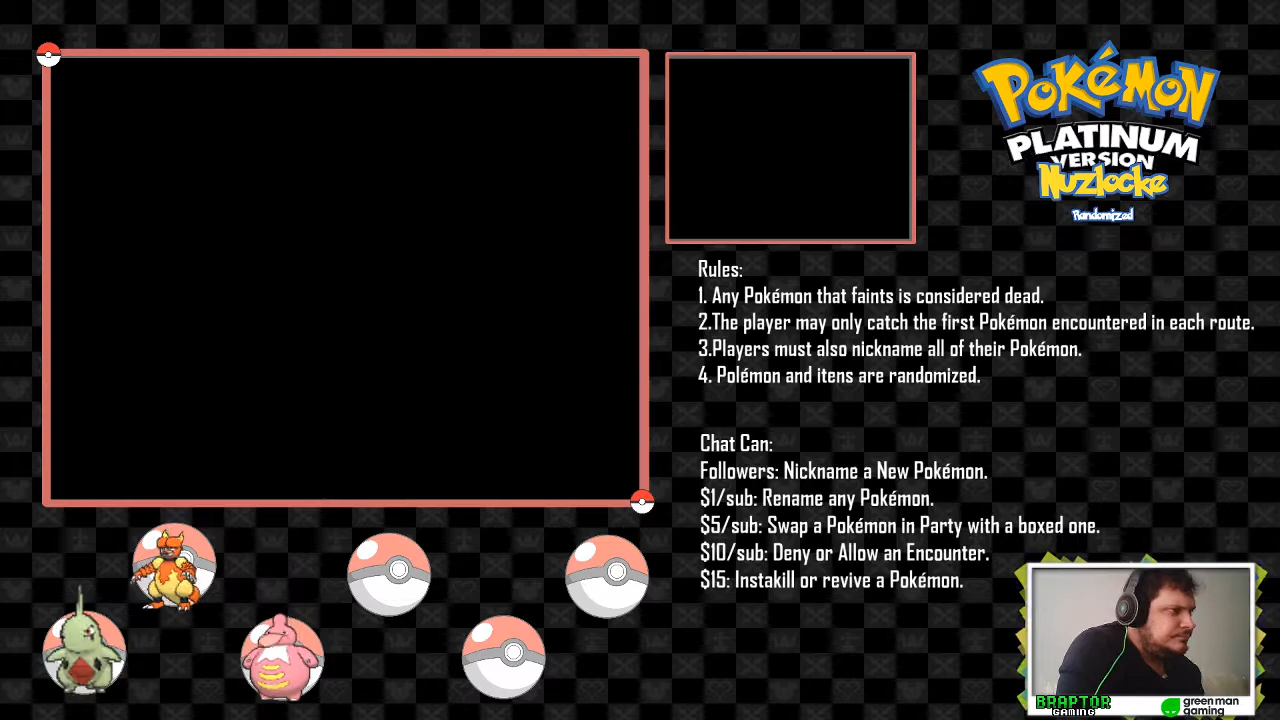 POKéMON
PLATINUM
VERSION
Nuzlocke
Randomized
Rules:
1. Any Pokémon that faints is considered dead.
2.The player may only catch the first Pokémon encountered in each route.
3.Players must also nickname all of their Pokémon.
4. Polémon and itens are randomized.
Chat Can:
Followers: Nickname a New Pokémon.
$1/sub: Rename any Pokémon.
$5/sub: Swap a Pokémon in Party with a boxed one.
$10/sub: Deny or Allow an Encounter.
$15: Instakill or revive a Pokémon.
BRAPTOR
GAMING
green man
gaming